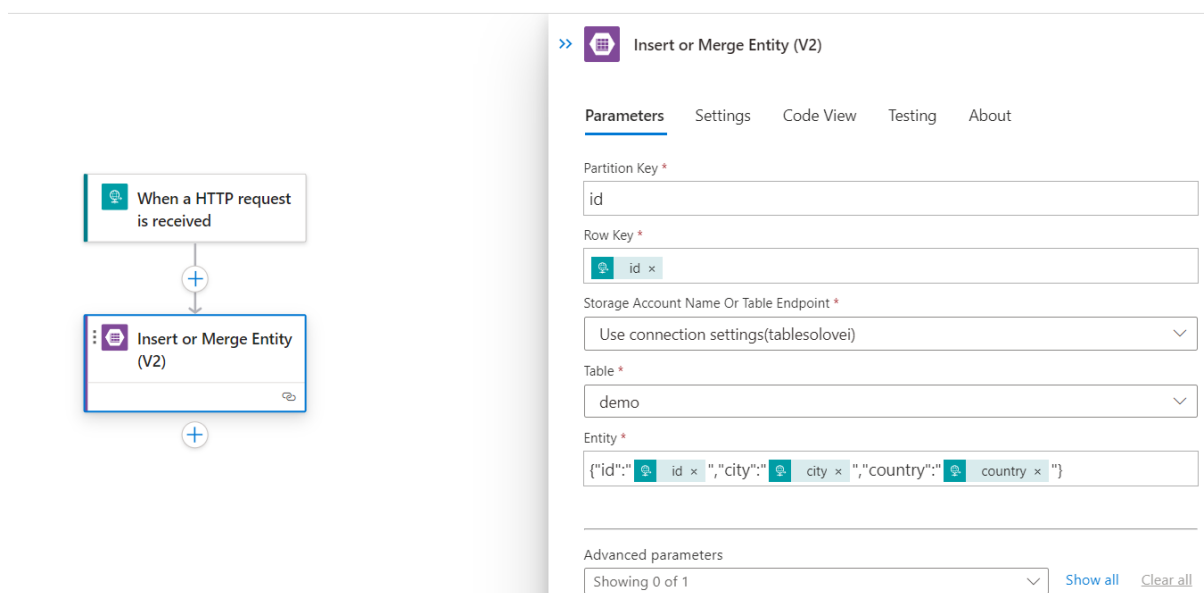 When a HTTP request
is received
Insert or Merge Entity
(V2)
Insert or Merge Entity (V2)
Parameters Settings Code View Testing About
Partition Key *
id
Row Key *
id ×
Storage Account Name Or Table Endpoint *
Use connection settings(tablesolovei)
Table *
demo
Entity *
{"id":" id × ","city":" city × ","country":" country × "}
Advanced parameters
Showing 0 of 1 Show all Clear all